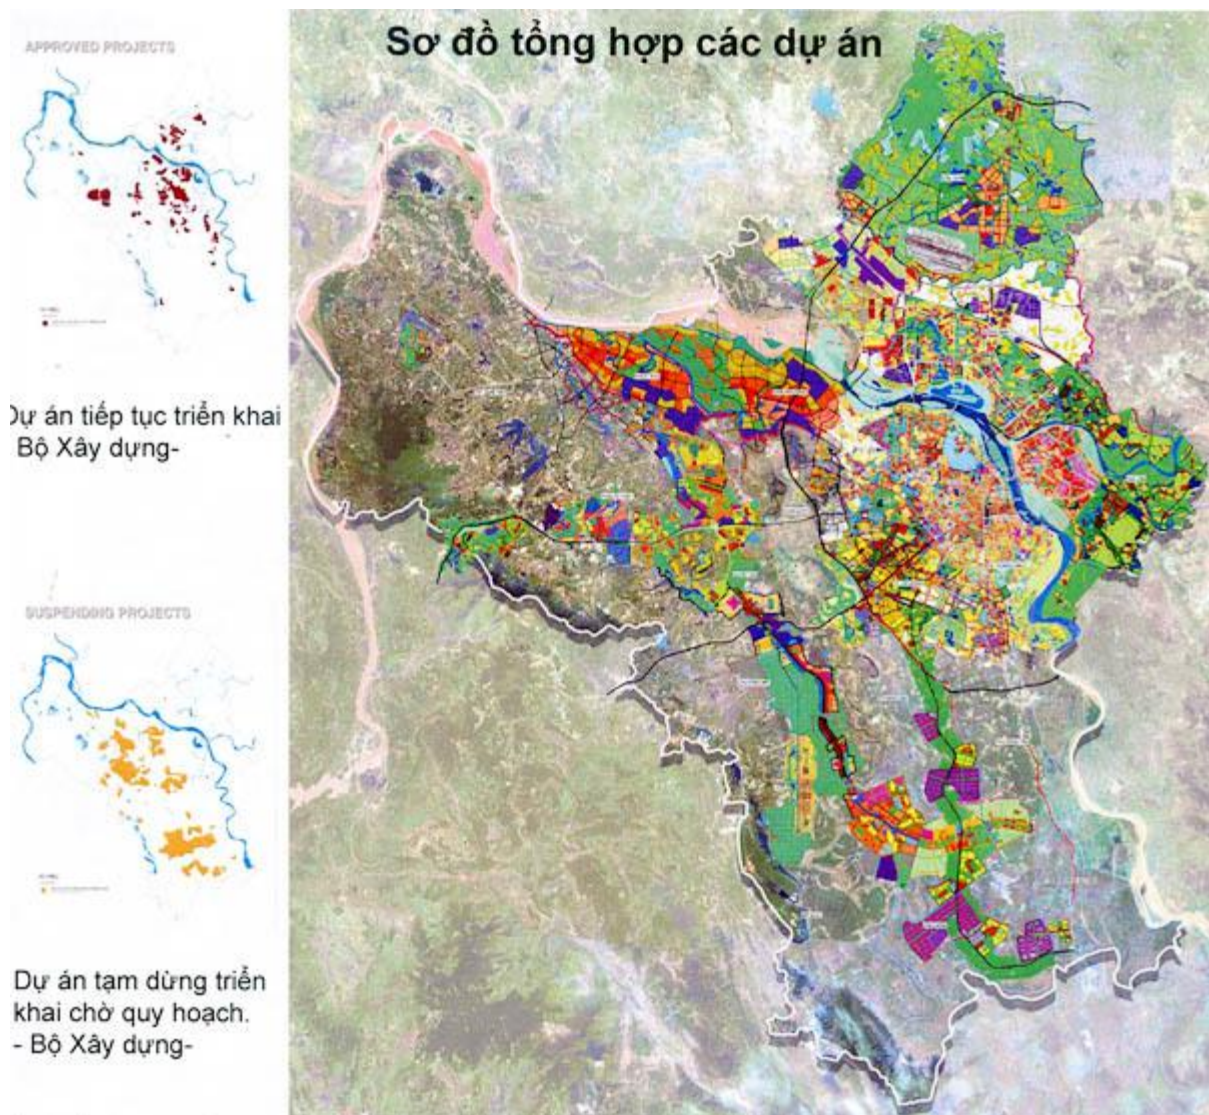 APPROVED PROJECTS
Sơ đồ tổng hợp các dự án
Dự án tiếp tục triển khai
Bộ Xây dựng-
SUSPENDING PROJECTS
Dự án tạm dừng triển
khai chờ quy hoạch.
- Bộ Xây dựng-